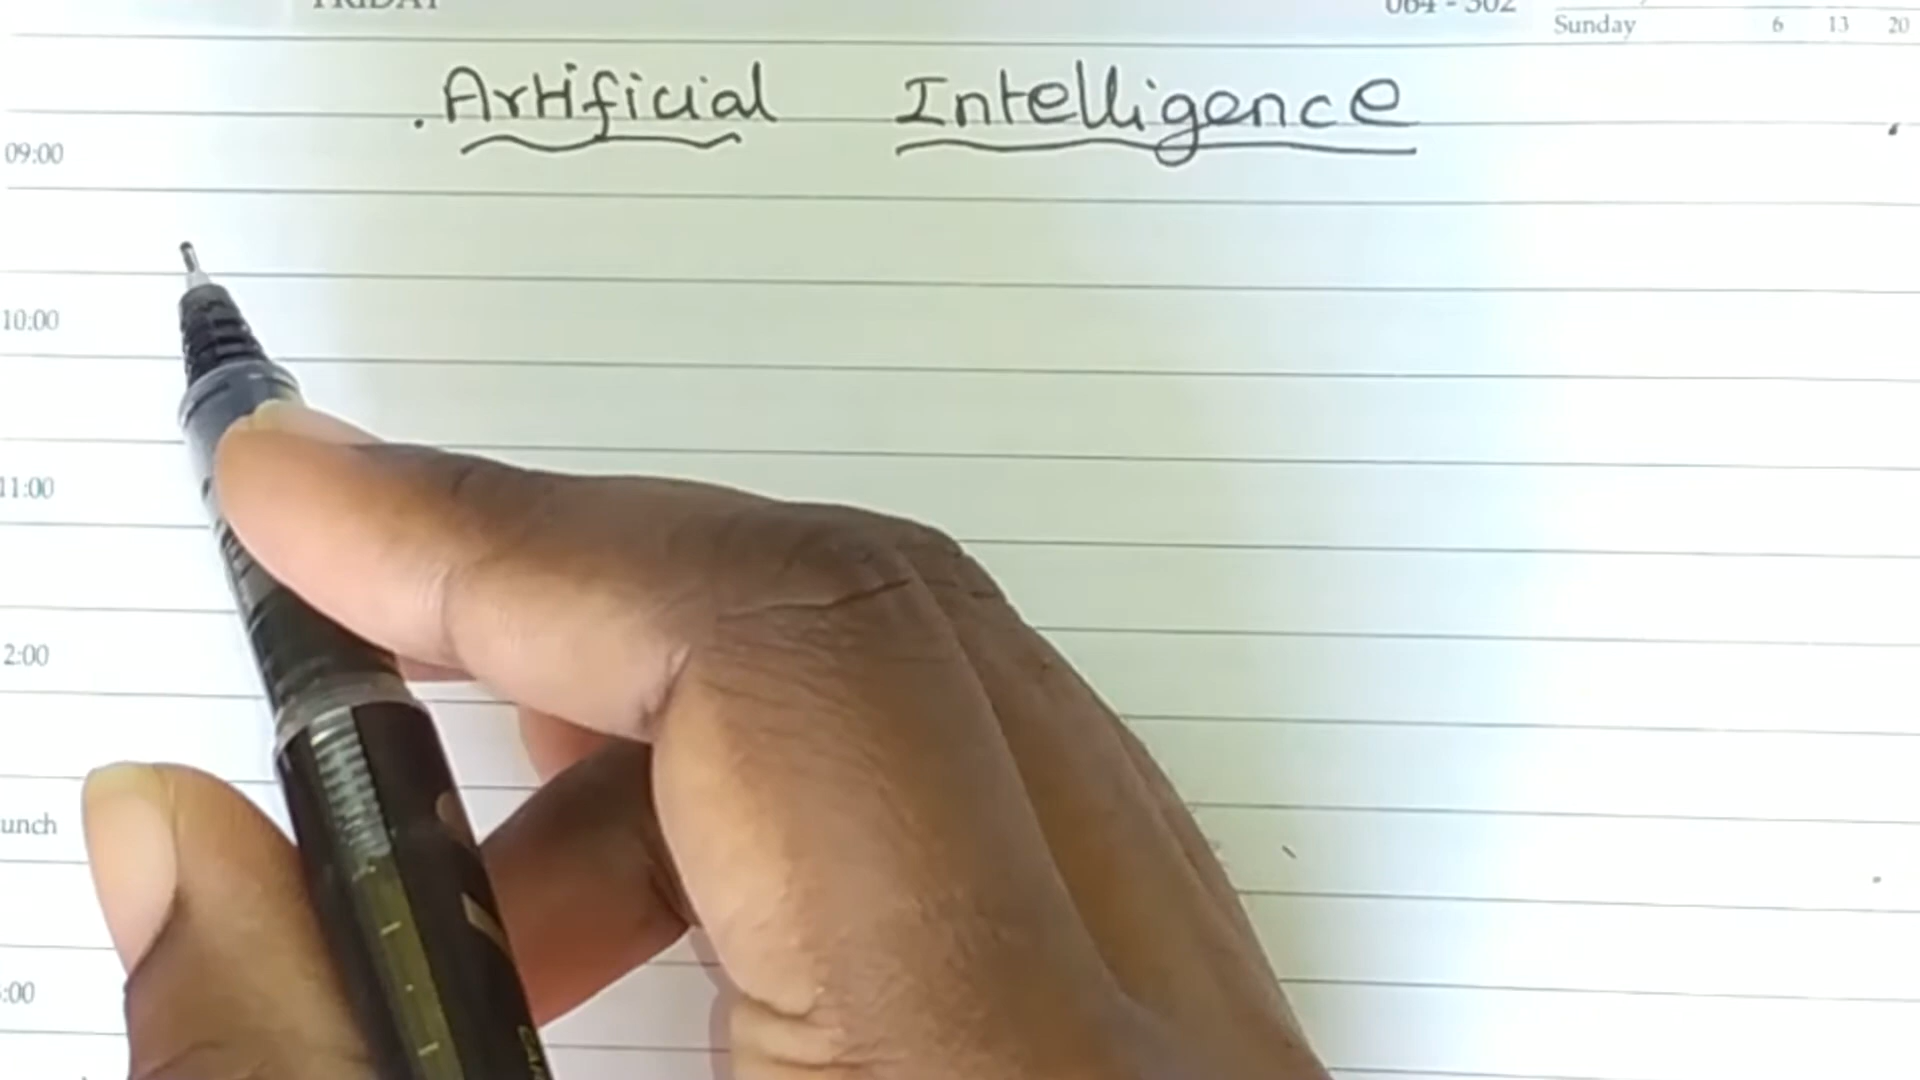 FRIDAY 064 - 302
Sunday 6 13 20
Artificial Intelligence
09:00
10:00
11:00
2:00
unch
:00